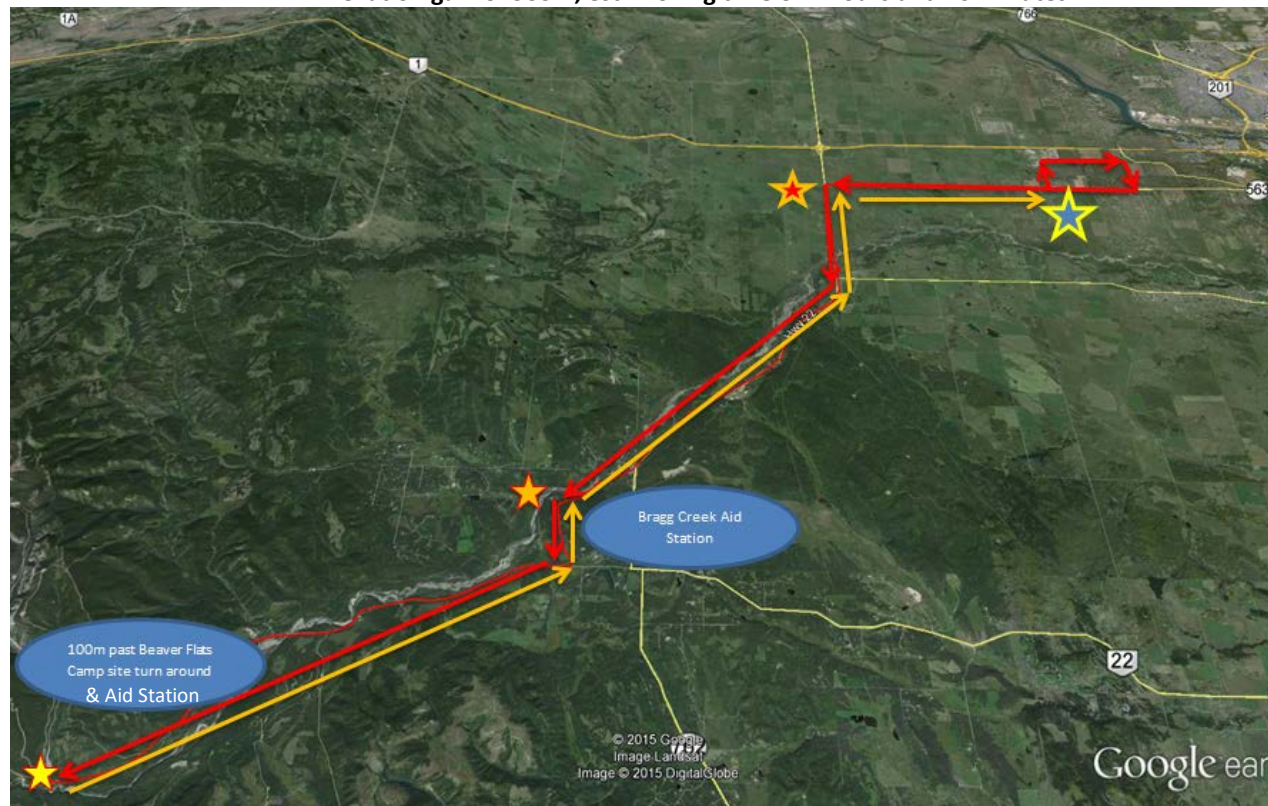 1A
766
1
201
563
Bragg Creek Aid
Station
100m past Beaver Flats
Camp site turn around
& Aid Station
22
© 2015 Google
Image Landsat
Image © 2015 DigitalGlobe
Google ear